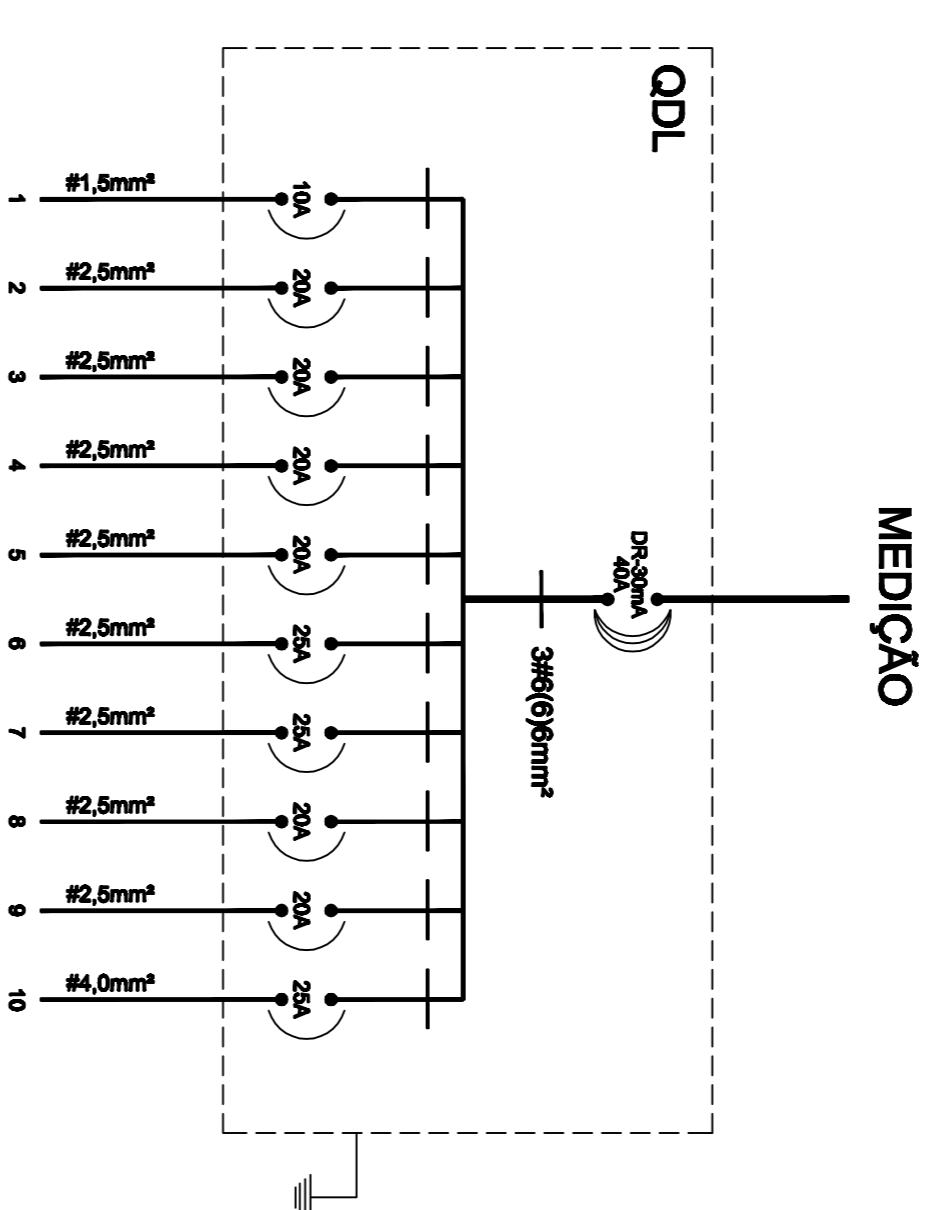 MEDIÇÃO
QDL
DR-30mA
40A
3#6(6)6mm²
10A
20A
20A
20A
20A
25A
25A
20A
20A
25A
#1,5mm²
#2,5mm²
#2,5mm²
#2,5mm²
#2,5mm²
#2,5mm²
#2,5mm²
#2,5mm²
#2,5mm²
#4,0mm²
1
2
3
4
5
6
7
8
9
10